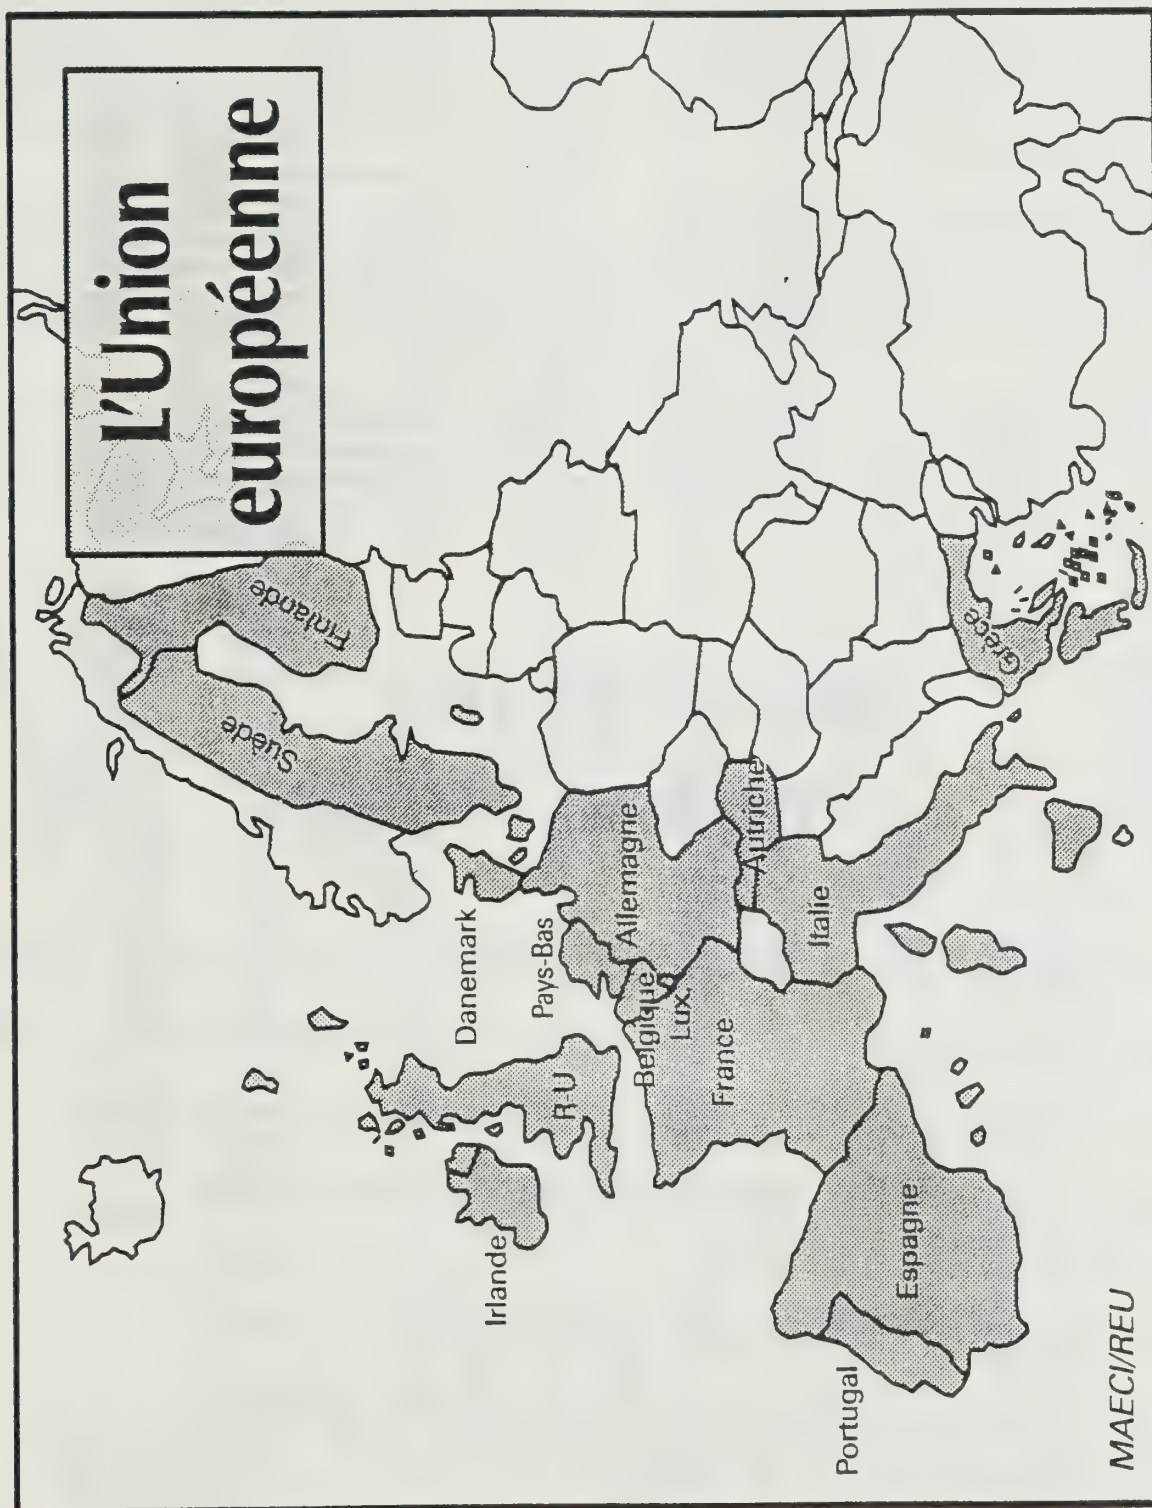 L'Union
européenne
Finlande
Suède
Danemark
Pays-Bas
Irlande
R-U
Belgique
Lux.
Allemagne
France
Autriche
Italie
Grèce
Espagne
Portugal
MAECI/REU